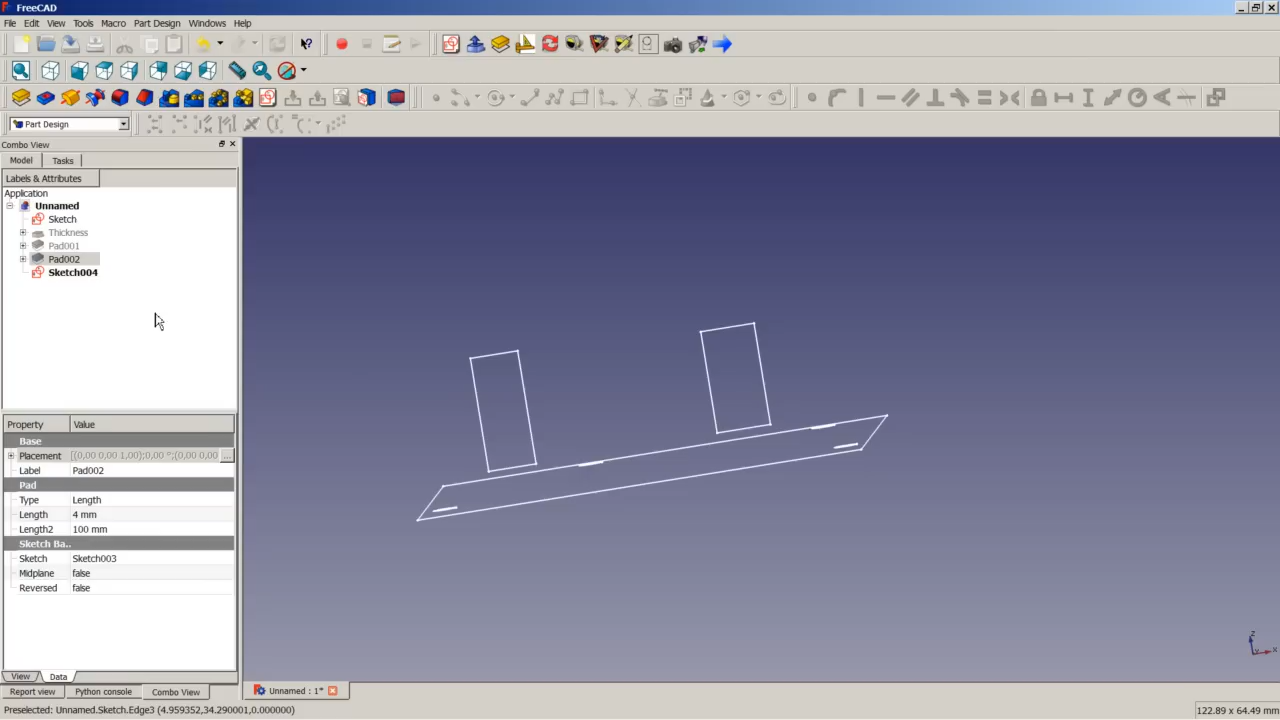 FreeCAD
File Edit View Tools Macro Part Design Windows Help
Part Design
Combo View
Model Tasks
Labels & Attributes
Application
Unnamed
Sketch
Thickness
Pad001
Pad002
Sketch004
Property Value
Base
Placement [(0,00 0,00 1,00);0,00 °;(0,00 0,00 ...
Label Pad002
Pad
Type Length
Length 4 mm
Length2 100 mm
Sketch Ba..
Sketch Sketch003
Midplane false
Reversed false
View Data
Report view Python console Combo View
Unnamed : 1*
Preselected: Unnamed.Sketch.Edge3 (4.959352,34.290001,0.000000)
122.89 x 64.49 mm